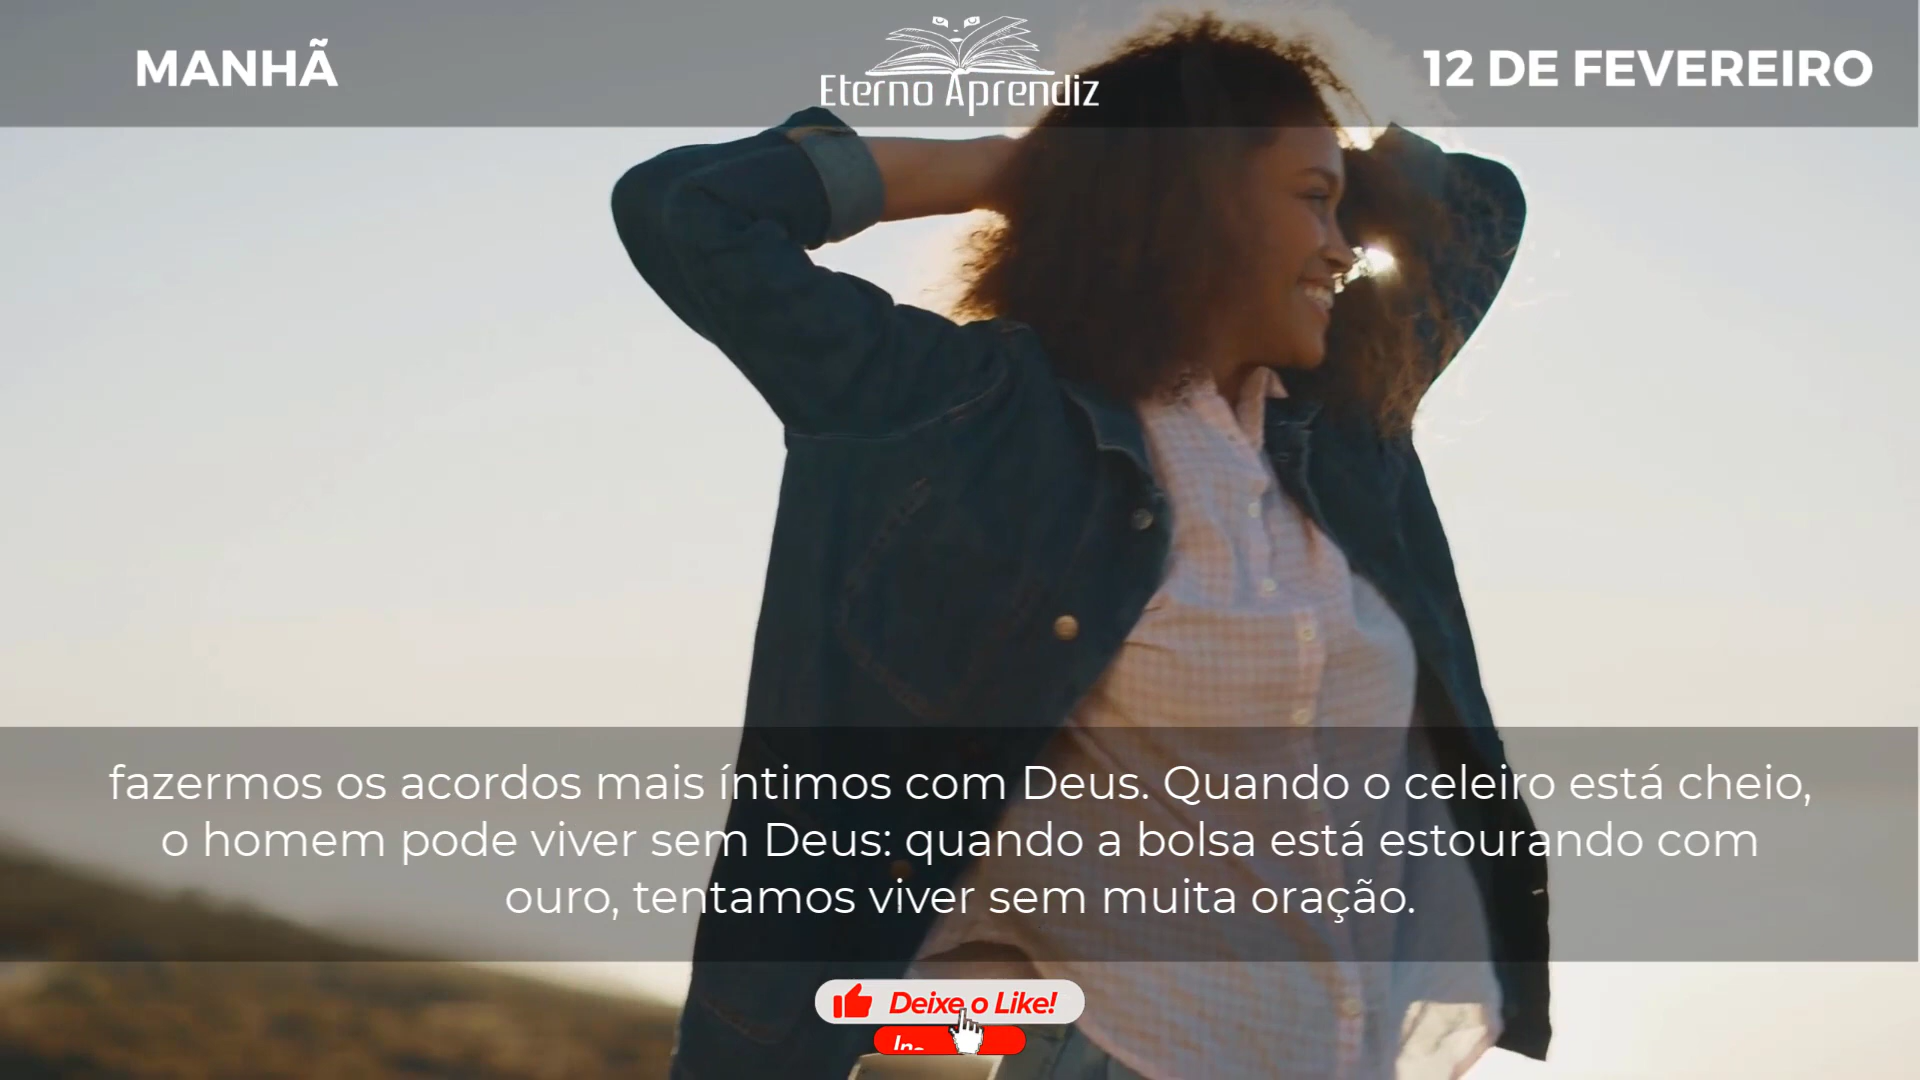 MANHÃ
Eterno Aprendiz
12 DE FEVEREIRO
fazermos os acordos mais íntimos com Deus. Quando o celeiro está cheio,
o homem pode viver sem Deus: quando a bolsa está estourando com
ouro, tentamos viver sem muita oração.
Deixe o Like!